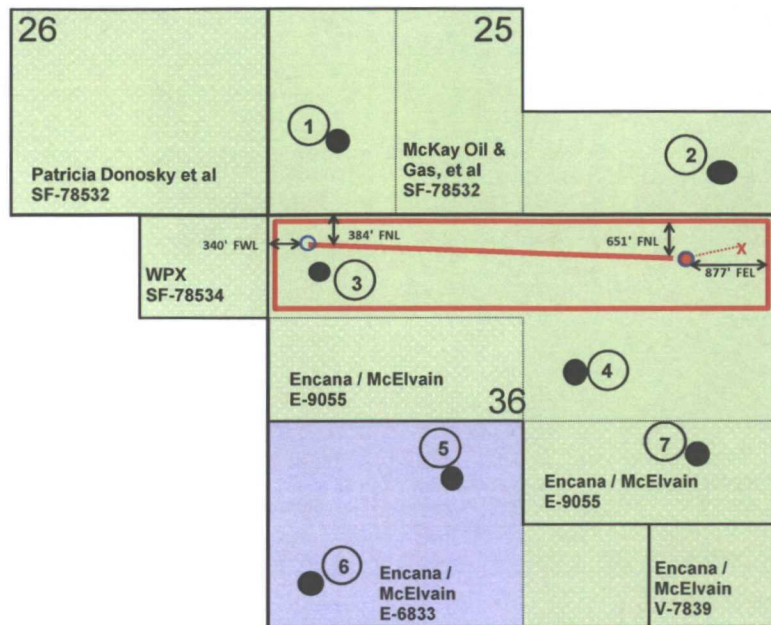 26
25
1
2
Patricia Donosky et al
SF-78532
McKay Oil &
Gas, et al
SF-78532
340' FWL
384' FNL
651' FNL
X
877' FEL
WPX
SF-78534
3
Encana / McElvain
E-9055
36
4
5
7
Encana / McElvain
E-9055
6
Encana /
McElvain
E-6833
Encana /
McElvain
V-7839